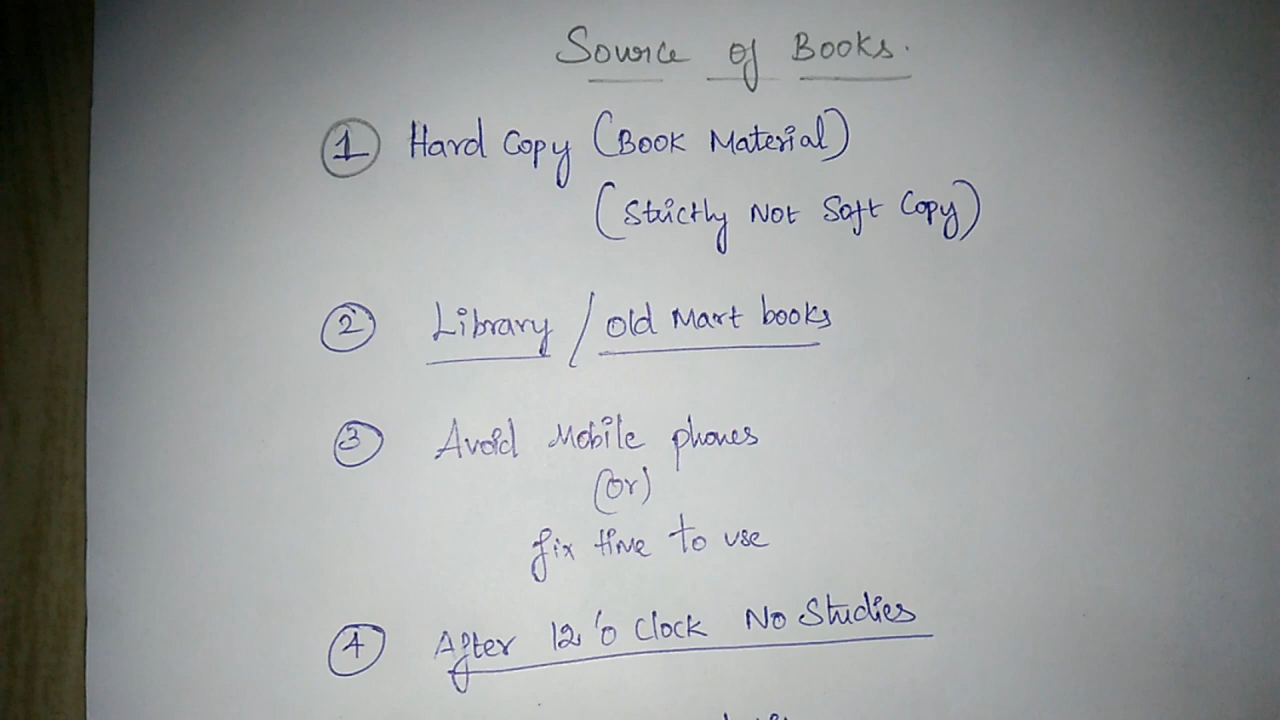 Source of Books.
1 Hard Copy (Book Material)
(Strictly Not Soft Copy)
2 Library / old Mart books
3 Avoid Mobile phones
(or)
fix time to use
4 After 12 'o Clock No Studies